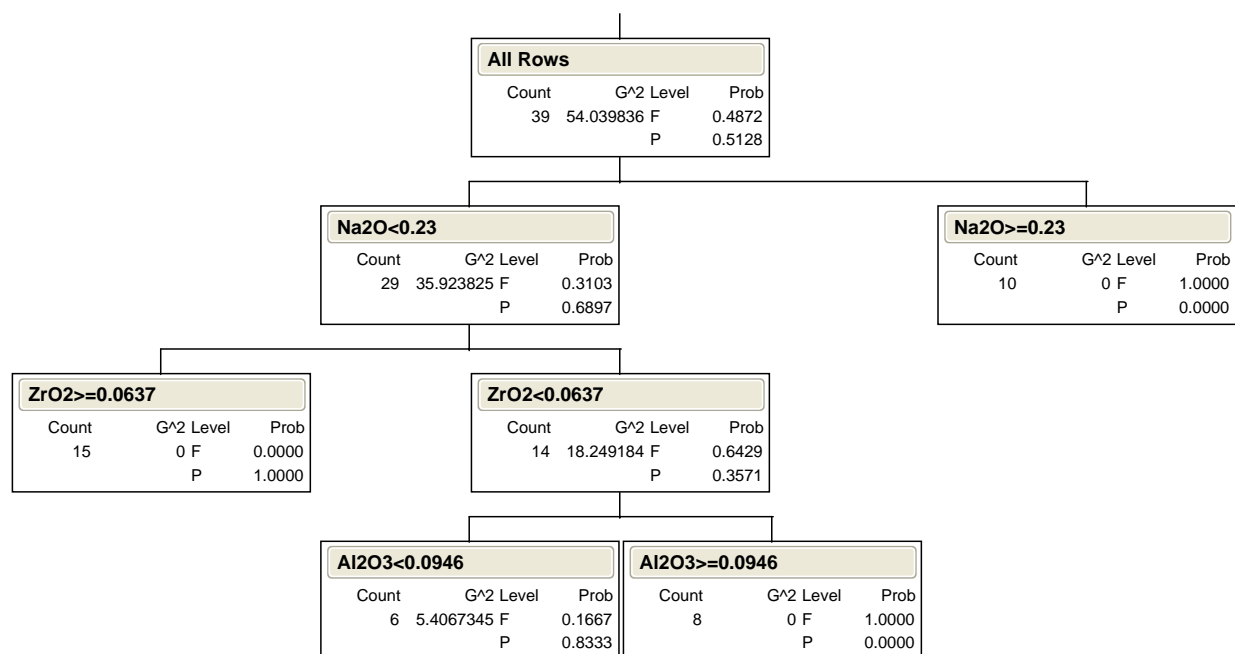 All Rows
Count G^2 Level Prob
39 54.039836 F 0.4872
P 0.5128
Na2O<0.23
Count G^2 Level Prob
29 35.923825 F 0.3103
P 0.6897
Na2O>=0.23
Count G^2 Level Prob
10 0 F 1.0000
P 0.0000
ZrO2>=0.0637
Count G^2 Level Prob
15 0 F 0.0000
P 1.0000
ZrO2<0.0637
Count G^2 Level Prob
14 18.249184 F 0.6429
P 0.3571
Al2O3<0.0946
Count G^2 Level Prob
6 5.4067345 F 0.1667
P 0.8333
Al2O3>=0.0946
Count G^2 Level Prob
8 0 F 1.0000
P 0.0000